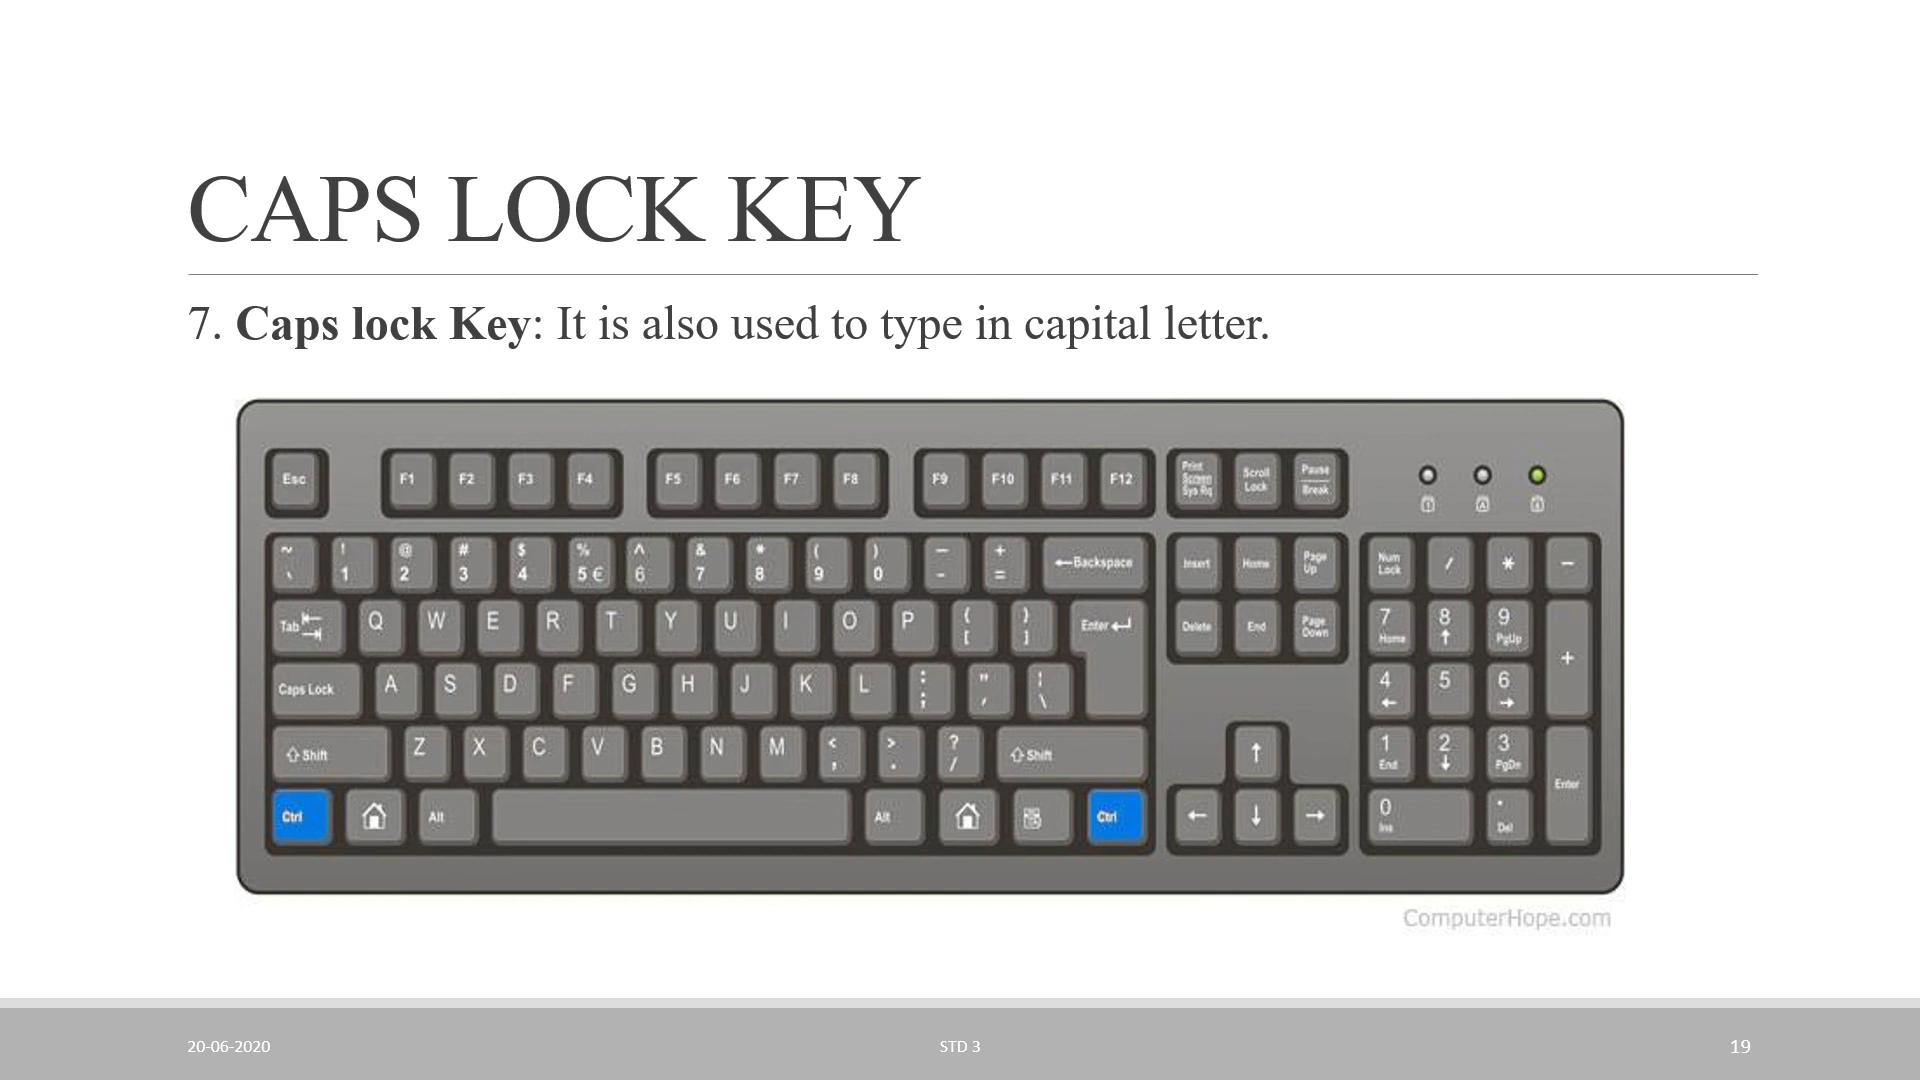 CAPS LOCK KEY
7. Caps lock Key: It is also used to type in capital letter.
Esc F1 F2 F3 F4 F5 F6 F7 F8 F9 F10 F11 F12 Print Screen Sys Rq Scroll Lock Pause Break
~ ! @ # $ % ^ & * ( ) — + ←Backspace Insert Home Page Up Num Lock / * −
1 2 3 4 5 € 6 7 8 9 0 - =
Tab Q W E R T Y U I O P { [ } ] Enter Delete End Page Down 7 Home 8 ↑ 9 PgUp +
Caps Lock A S D F G H J K L : ; " , ¦ \ 4 ← 5 6 →
⇧ Shift Z X C V B N M < , > . ? / ⇧ Shift ↑ 1 End 2 ↓ 3 PgDn Enter
Ctrl Alt Alt Ctrl ← ↓ → 0 Ins . Del
ComputerHope.com
20-06-2020 STD 3 19